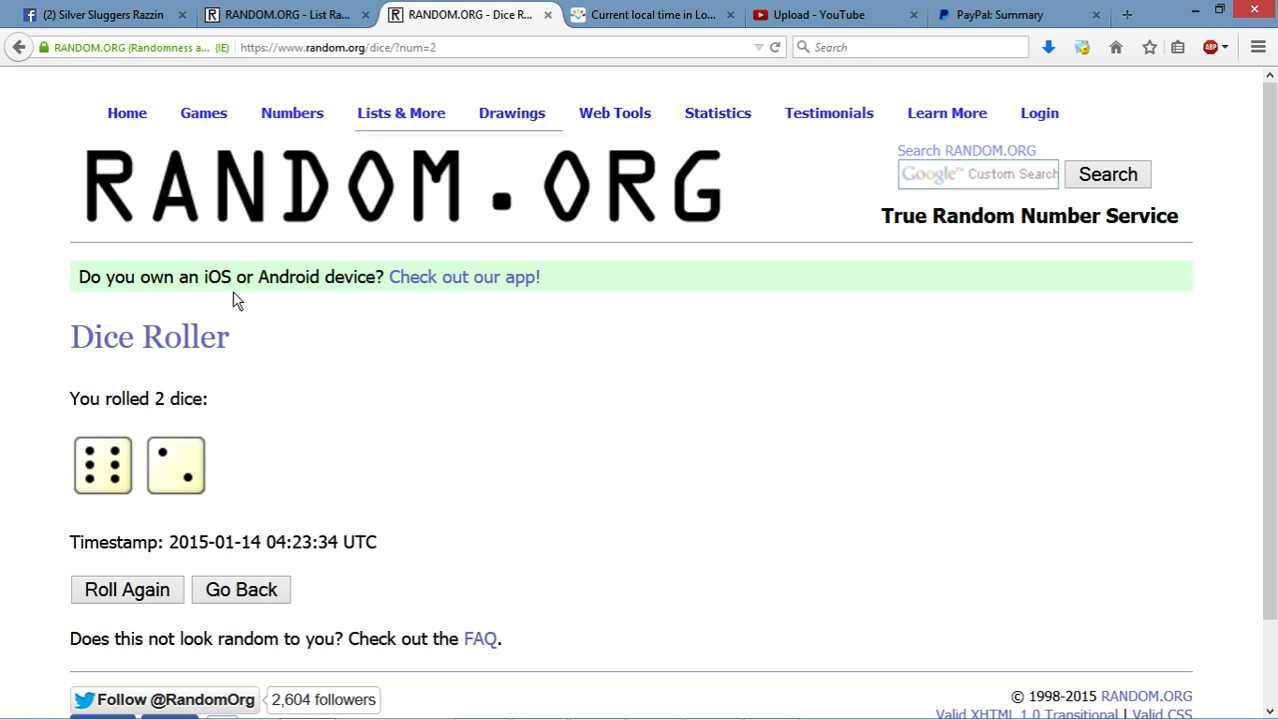 (2) Silver Sluggers Razzin
RANDOM.ORG - List Ra...
RANDOM.ORG - Dice R...
Current local time in Lo...
Upload - YouTube
PayPal: Summary
RANDOM.ORG (Randomness a... (IE)
https://www.random.org/dice/?num=2
Search
ABP
Home Games Numbers Lists & More Drawings Web Tools Statistics Testimonials Learn More Login
RANDOM.ORG
Search RANDOM.ORG
Google™ Custom Search
Search
True Random Number Service
Do you own an iOS or Android device? Check out our app!
Dice Roller
You rolled 2 dice:
Timestamp: 2015-01-14 04:23:34 UTC
Roll Again Go Back
Does this not look random to you? Check out the FAQ.
Follow @RandomOrg 2,604 followers
© 1998-2015 RANDOM.ORG
Valid XHTML 1.0 Transitional | Valid CSS